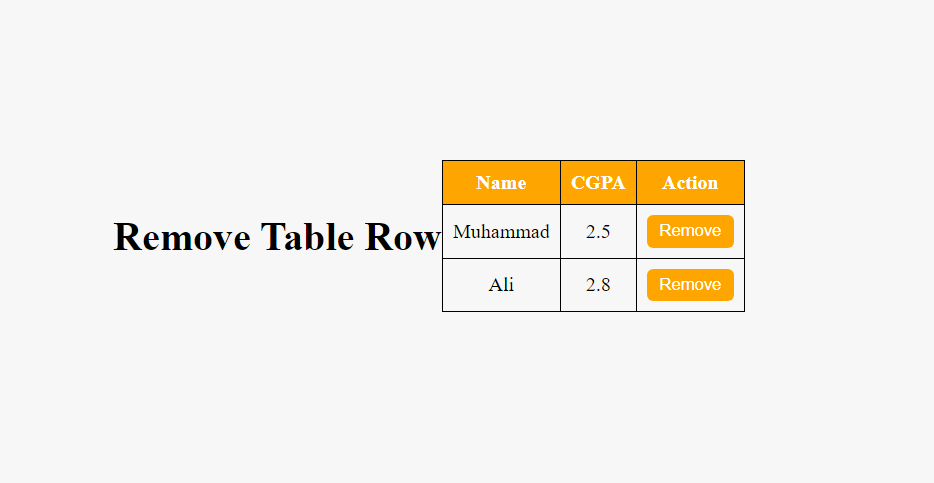 Remove Table Row
Name CGPA Action
Muhammad 2.5 Remove
Ali 2.8 Remove